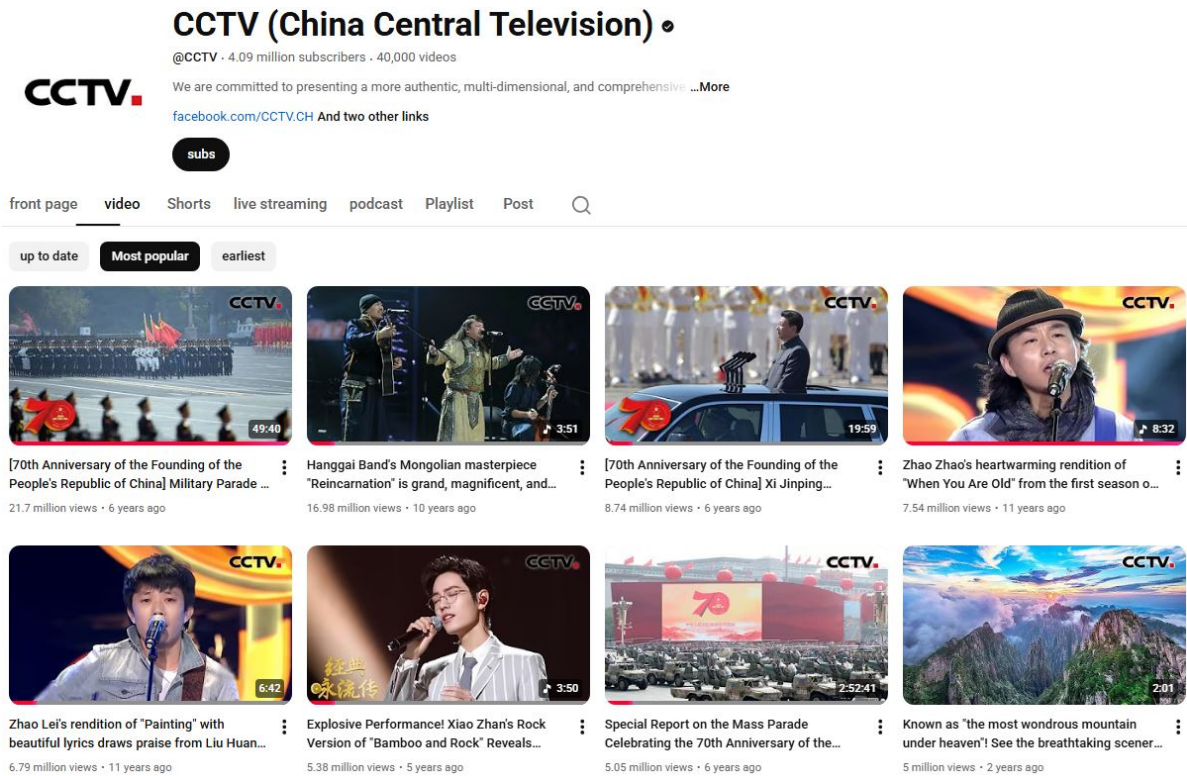 CCTV (China Central Television)
@CCTV · 4.09 million subscribers · 40,000 videos
CCTV.
We are committed to presenting a more authentic, multi-dimensional, and comprehensive ...More
facebook.com/CCTV.CH And two other links
subs
front page video Shorts live streaming podcast Playlist Post
up to date Most popular earliest
CCTV.
70
49:40
CCTV.
3:51
CCTV.
70
19:59
CCTV.
8:32
[70th Anniversary of the Founding of the
People's Republic of China] Military Parade ...
21.7 million views • 6 years ago
Hanggai Band's Mongolian masterpiece
"Reincarnation" is grand, magnificent, and...
16.98 million views • 10 years ago
[70th Anniversary of the Founding of the
People's Republic of China] Xi Jinping...
8.74 million views • 6 years ago
Zhao Zhao's heartwarming rendition of
"When You Are Old" from the first season o...
7.54 million views • 11 years ago
CCTV.
6:42
CCTV.
经典
咏流传
3:50
CCTV.
70
2:52:41
CCTV.
2:01
Zhao Lei's rendition of "Painting" with
beautiful lyrics draws praise from Liu Huan...
6.79 million views • 11 years ago
Explosive Performance! Xiao Zhan's Rock
Version of "Bamboo and Rock" Reveals...
5.38 million views • 5 years ago
Special Report on the Mass Parade
Celebrating the 70th Anniversary of the...
5.05 million views • 6 years ago
Known as "the most wondrous mountain
under heaven"! See the breathtaking scener...
5 million views • 2 years ago